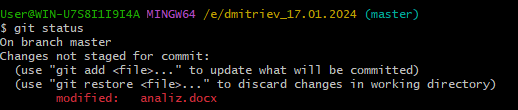 User@WIN-U7S8I1I9I4A MINGW64 /e/dmitriev_17.01.2024 (master)
$ git status
On branch master
Changes not staged for commit:
  (use "git add <file>..." to update what will be committed)
  (use "git restore <file>..." to discard changes in working directory)
        modified:   analiz.docx